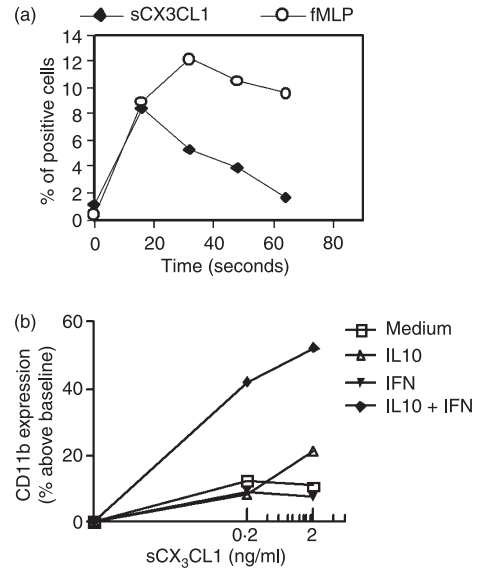 (a)
sCX3CL1 fMLP
14
12
10
8
6
4
2
0
% of positive cells
0 20 40 60 80
Time (seconds)
(b)
60
40
20
0
CD11b expression
(% above baseline)
0·2 2
sCX₃CL1 (ng/ml)
Medium
IL10
IFN
IL10 + IFN